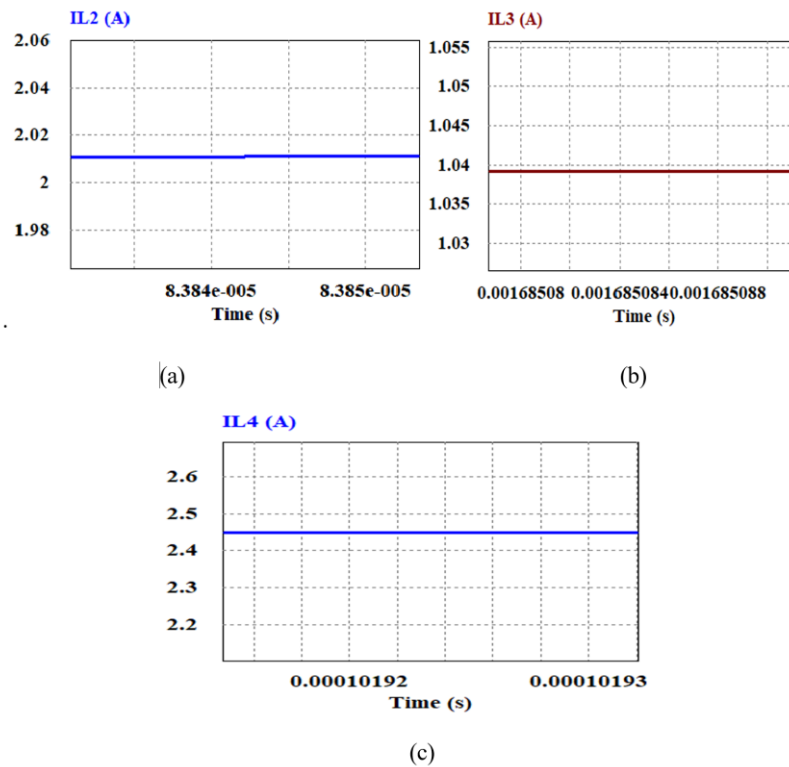 IL2 (A)
2.06
2.04
2.02
2
1.98
8.384e-005 8.385e-005
Time (s)
(a)
IL3 (A)
1.055
1.05
1.045
1.04
1.035
1.03
0.00168508 0.001685084 0.001685088
Time (s)
(b)
IL4 (A)
2.6
2.5
2.4
2.3
2.2
0.00010192 0.00010193
Time (s)
(c)